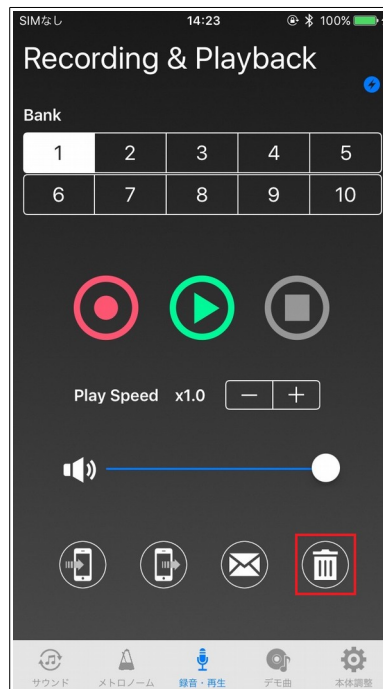 SIMなし 14:23 100%
Recording & Playback
Bank
1 2 3 4 5
6 7 8 9 10
Play Speed x1.0 − +
サウンド メトロノーム 録音・再生 デモ曲 本体調整